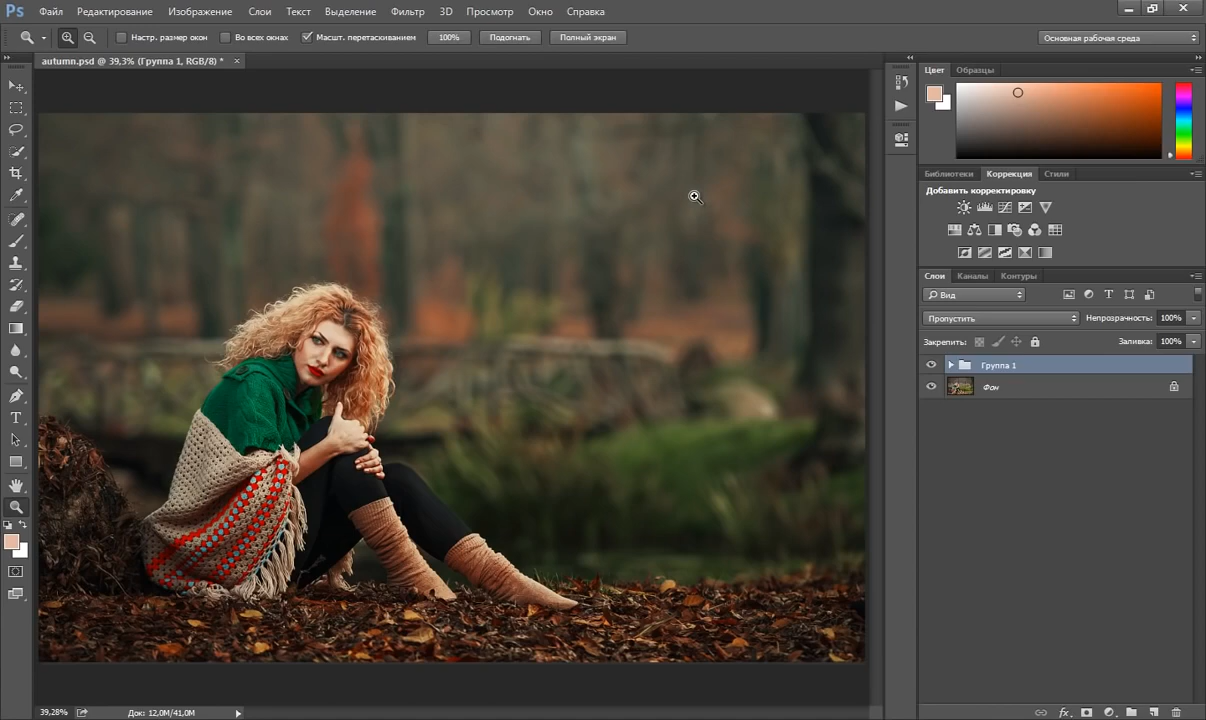 Ps Файл Редактирование Изображение Слои Текст Выделение Фильтр 3D Просмотр Окно Справка
Настр. размер окон Во всех окнах Масшт. перетаскиванием 100% Подогнать Полный экран Основная рабочая среда
autumn.psd @ 39,3% (Группа 1, RGB/8) * ×
Цвет Образцы
Библиотеки Коррекция Стили
Добавить корректировку
Слои Каналы Контуры
Вид
Пропустить Непрозрачность: 100%
Закрепить: Заливка: 100%
Группа 1
Фон
T
fx
39,28% Док: 12,0M/41,0M